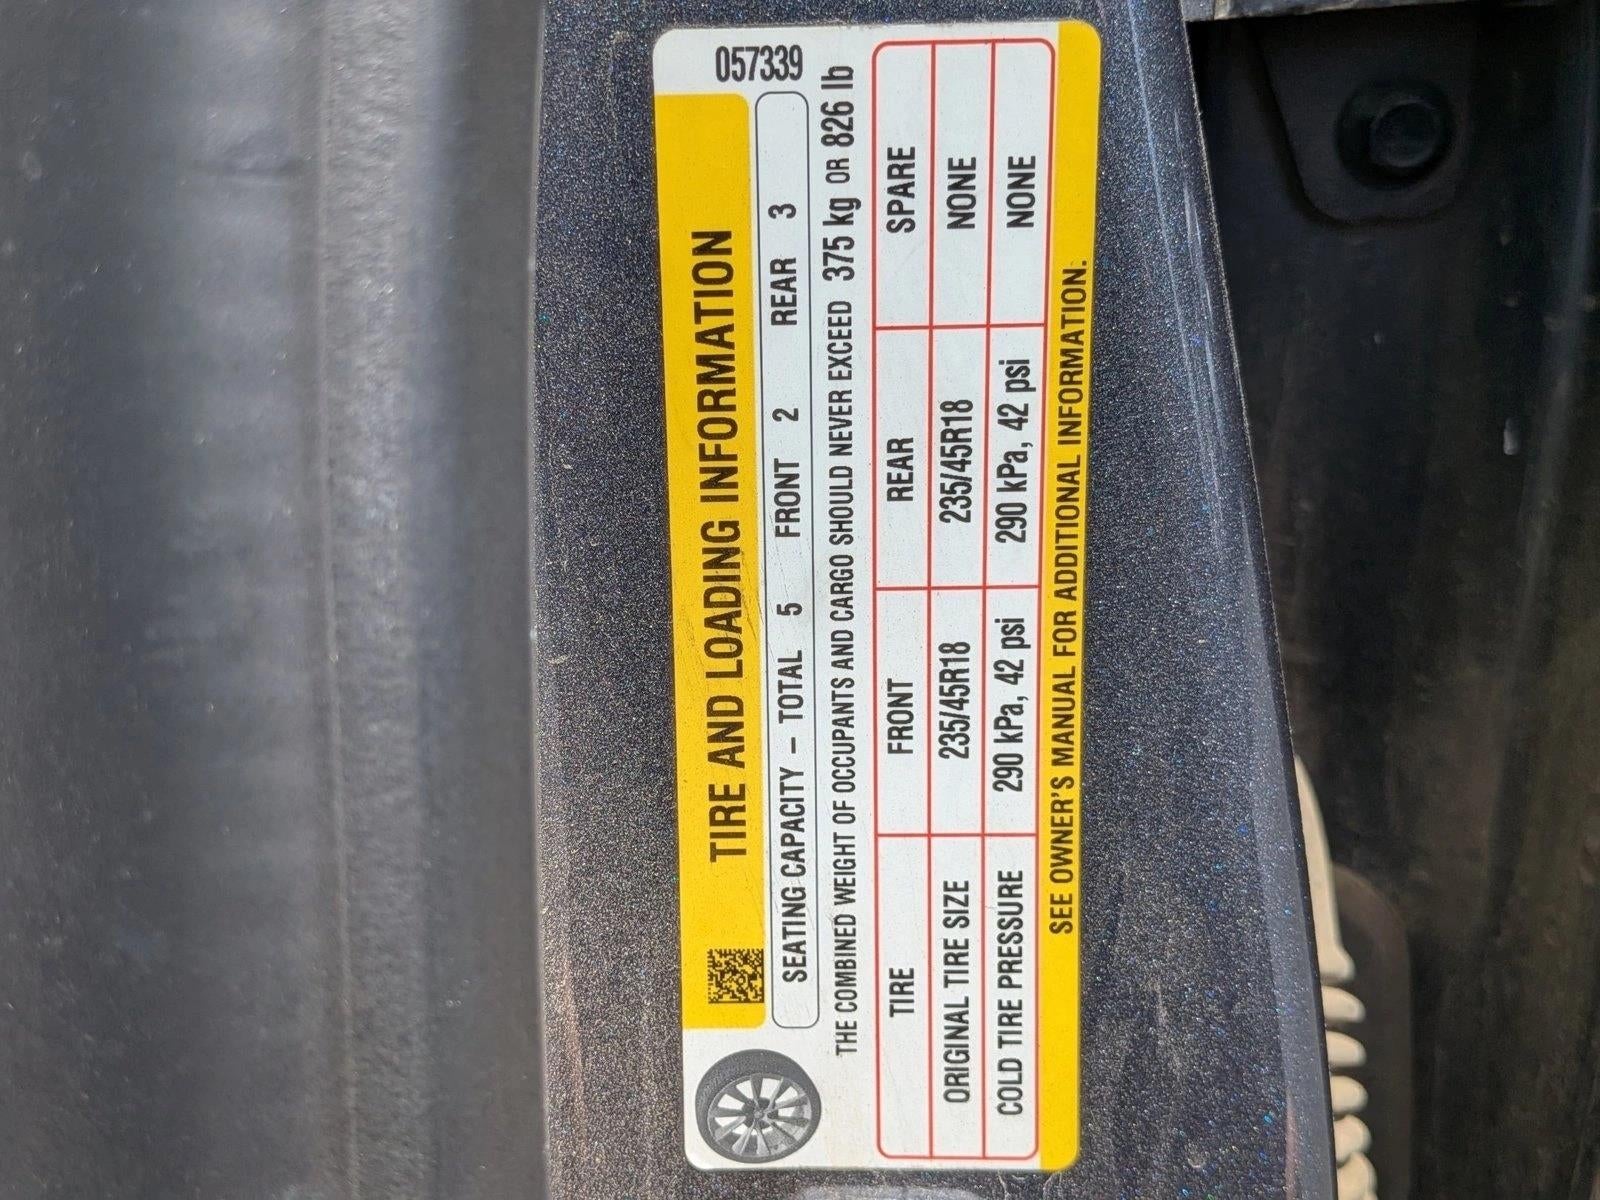 057339
TIRE AND LOADING INFORMATION
SEATING CAPACITY – TOTAL 5 FRONT 2 REAR 3
THE COMBINED WEIGHT OF OCCUPANTS AND CARGO SHOULD NEVER EXCEED 375 kg OR 826 lb
TIRE FRONT REAR SPARE
ORIGINAL TIRE SIZE 235/45R18 235/45R18 NONE
COLD TIRE PRESSURE 290 kPa, 42 psi 290 kPa, 42 psi NONE
SEE OWNER'S MANUAL FOR ADDITIONAL INFORMATION.